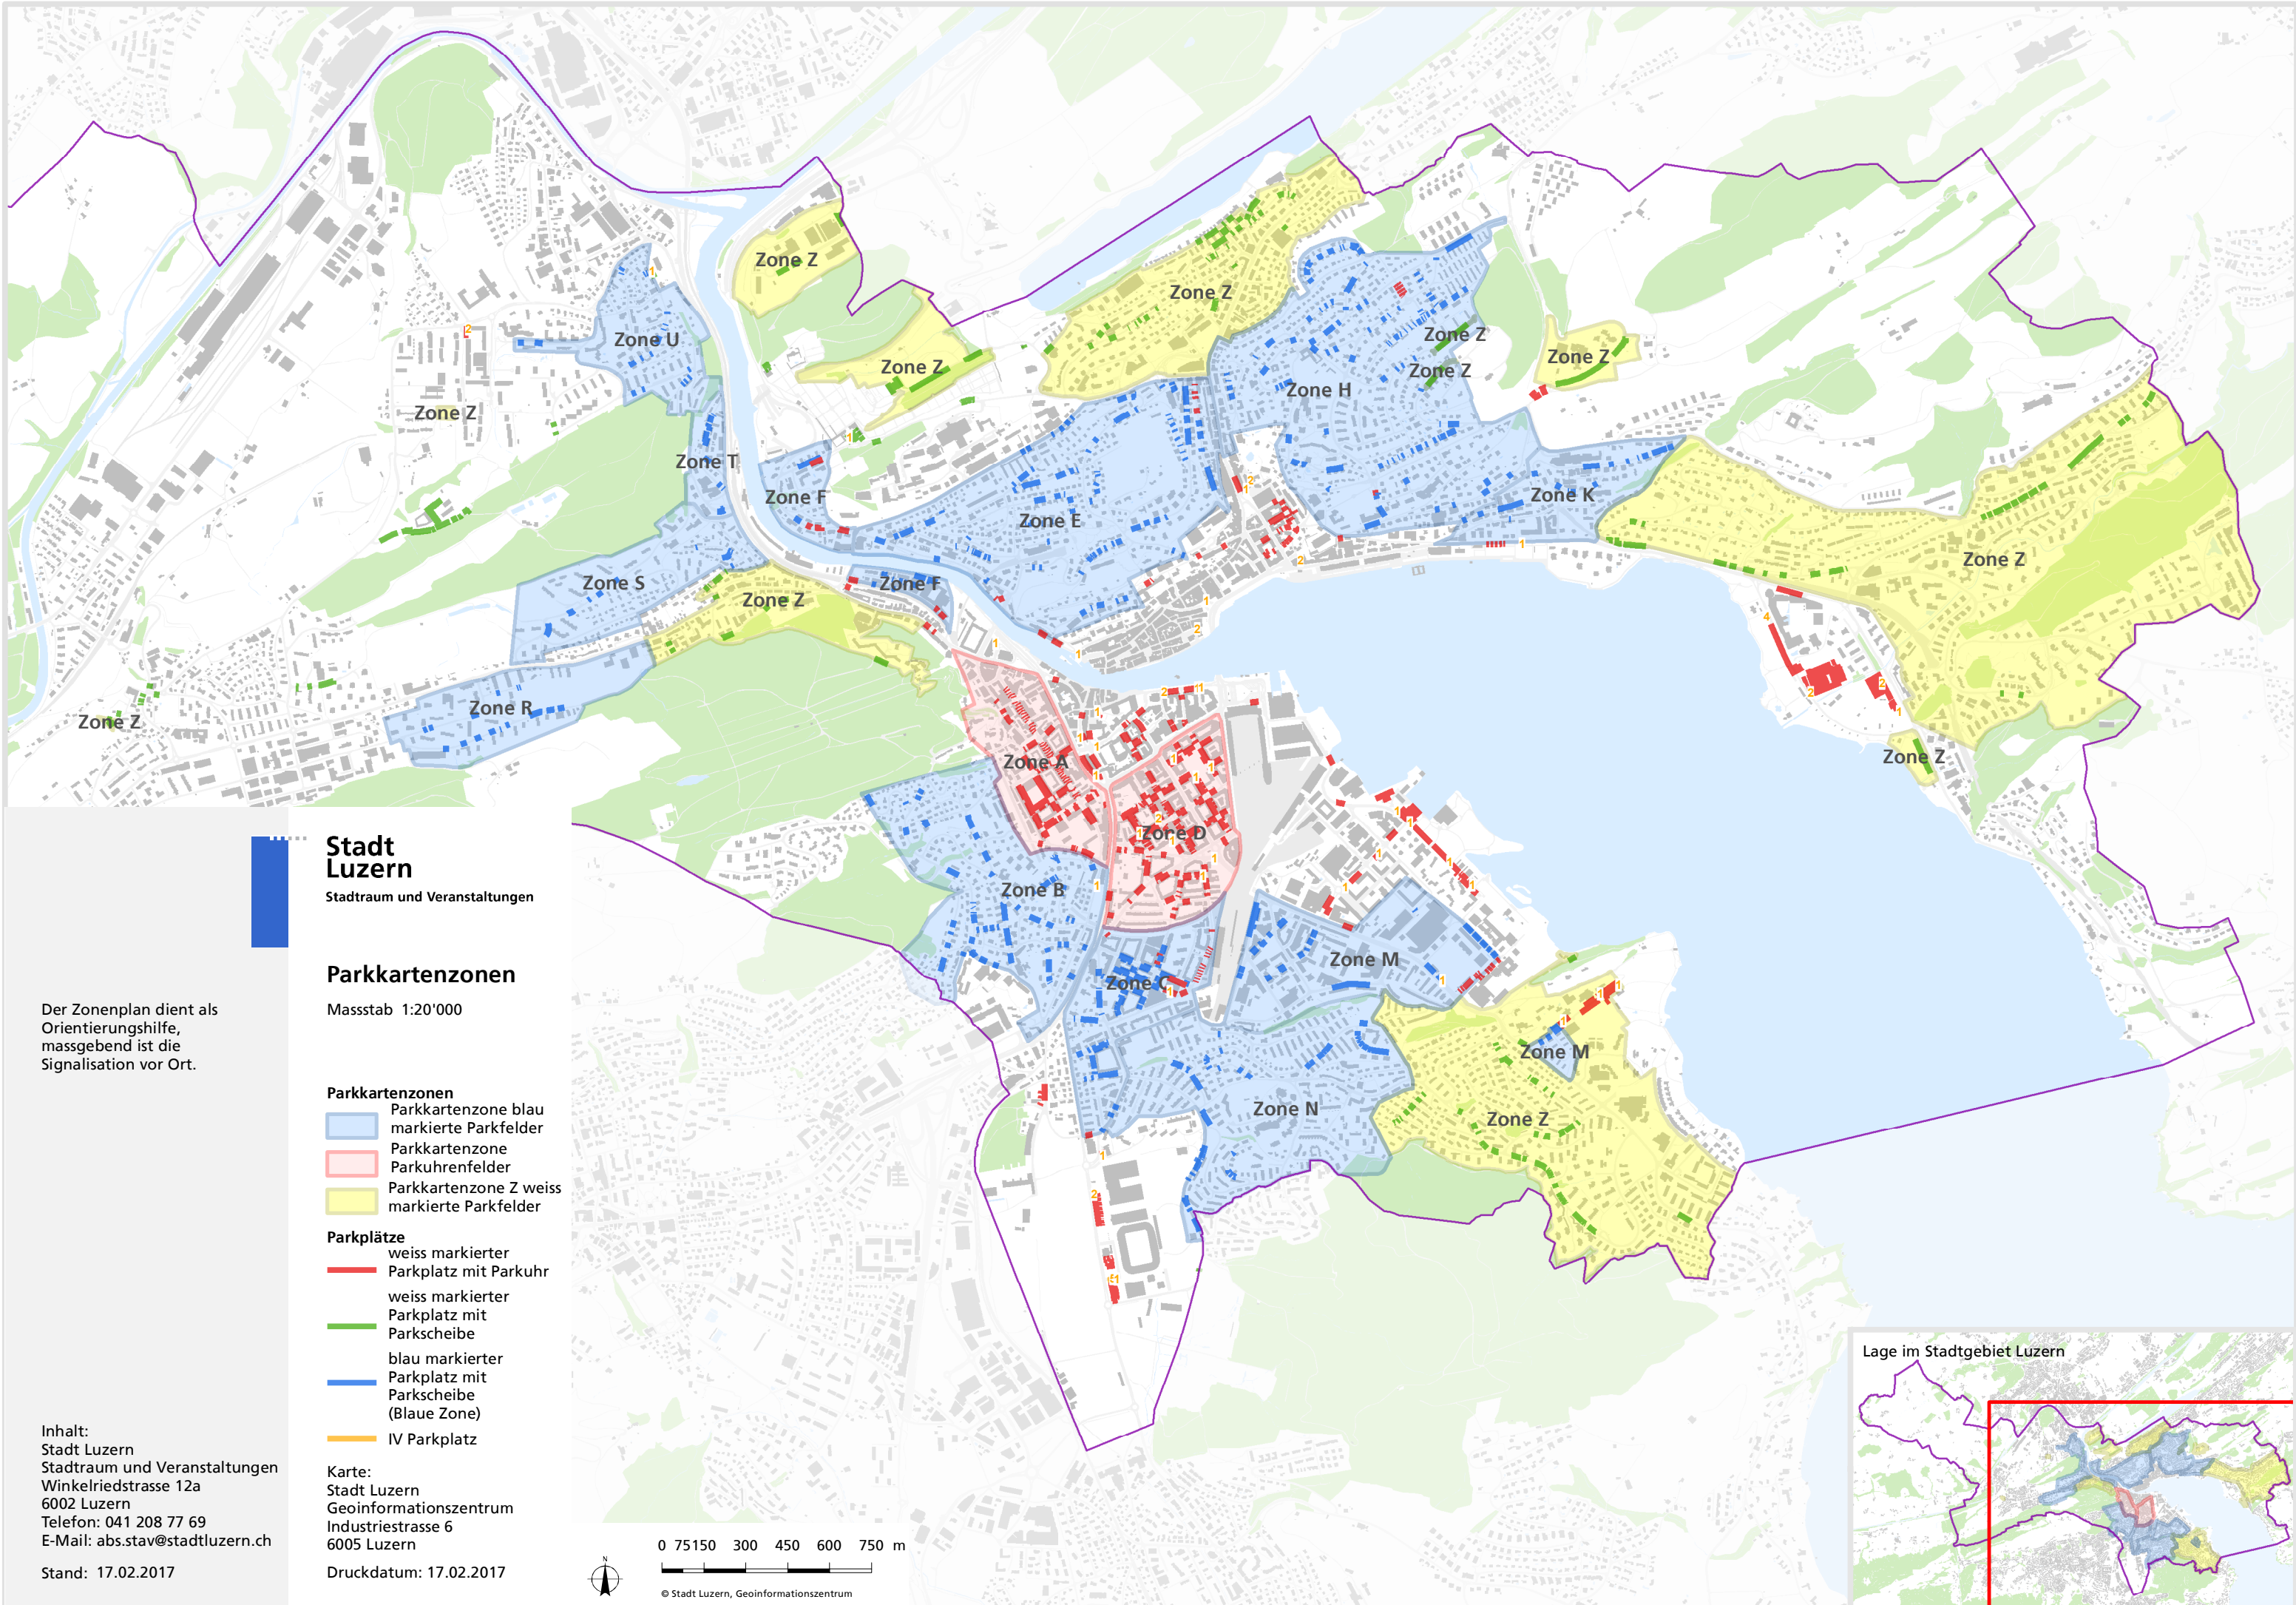 Zone Z
Zone Z
Zone U
Zone Z
Zone Z
Zone Z
Zone Z
Zone Z
Zone H
Zone Z
Zone T
Zone F
Zone E
Zone K
Zone Z
Zone S
Zone Z
Zone F
Zone R
Zone Z
Zone A
Zone Z
Zone D
Zone B
Zone M
Zone C
Zone M
Zone N
Zone Z
Stadt
Luzern
Stadtraum und Veranstaltungen
Parkkartenzonen
Massstab 1:20'000
Der Zonenplan dient als
Orientierungshilfe,
massgebend ist die
Signalisation vor Ort.
Parkkartenzonen
Parkkartenzone blau
markierte Parkfelder
Parkkartenzone
Parkuhrenfelder
Parkkartenzone Z weiss
markierte Parkfelder
Parkplätze
weiss markierter
Parkplatz mit Parkuhr
weiss markierter
Parkplatz mit
Parkscheibe
blau markierter
Parkplatz mit
Parkscheibe
(Blaue Zone)
IV Parkplatz
Inhalt:
Stadt Luzern
Stadtraum und Veranstaltungen
Winkelriedstrasse 12a
6002 Luzern
Telefon: 041 208 77 69
E-Mail: abs.stav@stadtluzern.ch
Stand: 17.02.2017
Karte:
Stadt Luzern
Geoinformationszentrum
Industriestrasse 6
6005 Luzern
Druckdatum: 17.02.2017
N
0 75 150 300 450 600 750 m
© Stadt Luzern, Geoinformationszentrum
Lage im Stadtgebiet Luzern